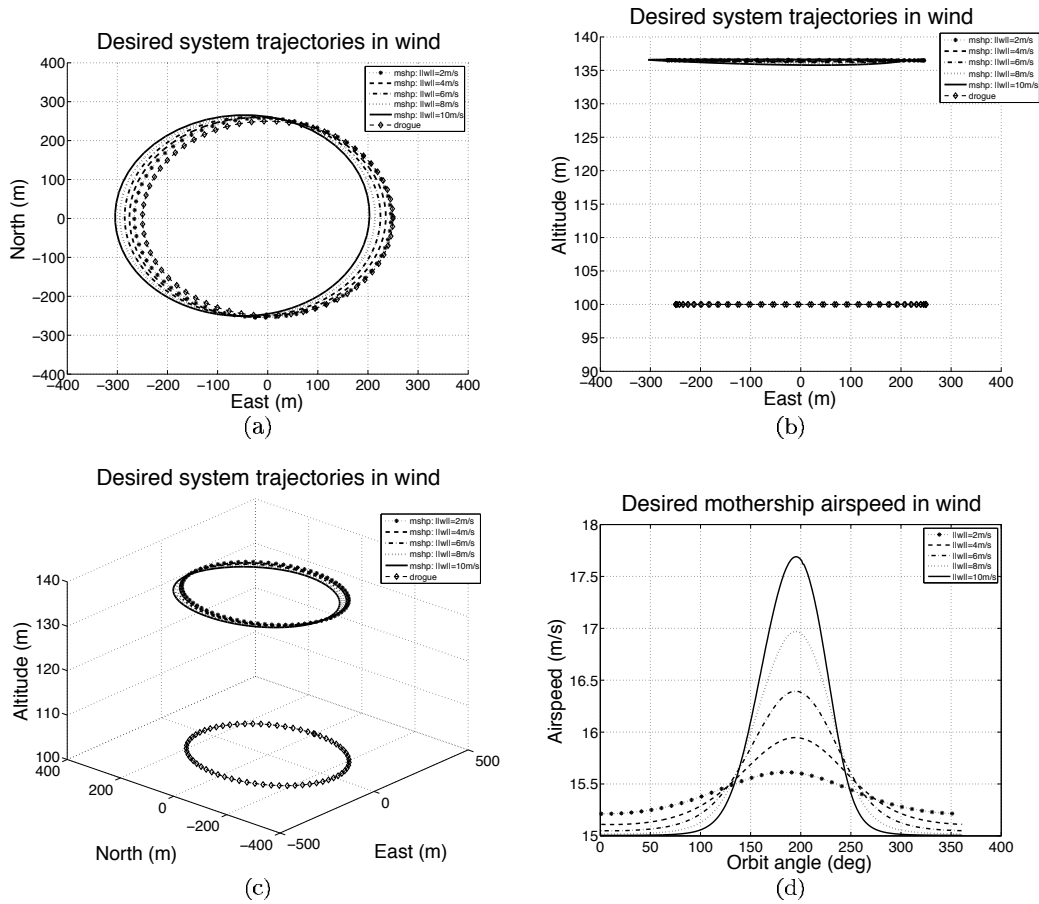 Desired system trajectories in wind
400
300
200
100
0
−100
−200
−300
−400
−400 −300 −200 −100 0 100 200 300 400
North (m)
East (m)
mshp: ||w||=2m/s
mshp: ||w||=4m/s
mshp: ||w||=6m/s
mshp: ||w||=8m/s
mshp: ||w||=10m/s
drogue
(a)
Desired system trajectories in wind
140
135
130
125
120
115
110
105
100
95
90
−400 −300 −200 −100 0 100 200 300 400
Altitude (m)
East (m)
mshp: ||w||=2m/s
mshp: ||w||=4m/s
mshp: ||w||=6m/s
mshp: ||w||=8m/s
mshp: ||w||=10m/s
drogue
(b)
Desired system trajectories in wind
mshp: ||w||=2m/s
mshp: ||w||=4m/s
mshp: ||w||=6m/s
mshp: ||w||=8m/s
mshp: ||w||=10m/s
drogue
140
130
120
110
100
Altitude (m)
400
200
0
−200
−400
North (m)
−500
0
500
East (m)
(c)
Desired mothership airspeed in wind
18
17.5
17
16.5
16
15.5
15
0 50 100 150 200 250 300 350 400
Airspeed (m/s)
Orbit angle (deg)
||w||=2m/s
||w||=4m/s
||w||=6m/s
||w||=8m/s
||w||=10m/s
(d)